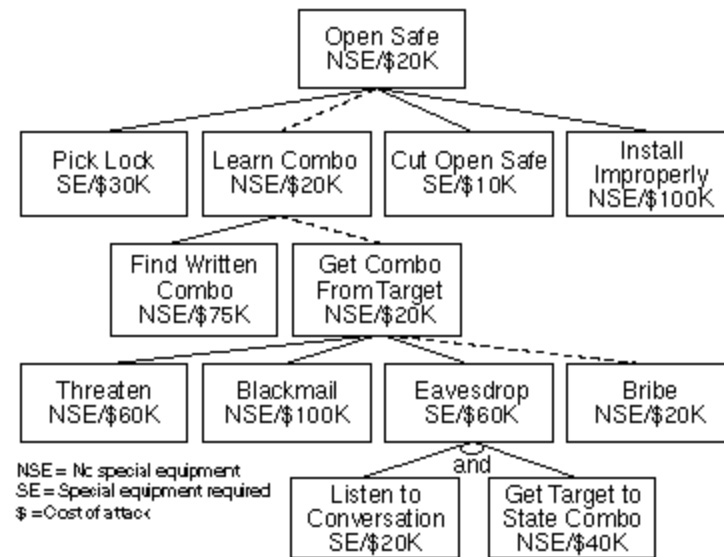 Open Safe
NSE/$20K
Pick Lock
SE/$30K
Learn Combo
NSE/$20K
Cut Open Safe
SE/$10K
Install
Improperly
NSE/$100K
Find Written
Combo
NSE/$75K
Get Combo
From Target
NSE/$20K
Threaten
NSE/$60K
Blackmail
NSE/$100K
Eavesdrop
SE/$60K
Bribe
NSE/$20K
and
NSE = No special equipment
SE = Special equipment required
$ = Cost of attack
Listen to
Conversation
SE/$20K
Get Target to
State Combo
NSE/$40K